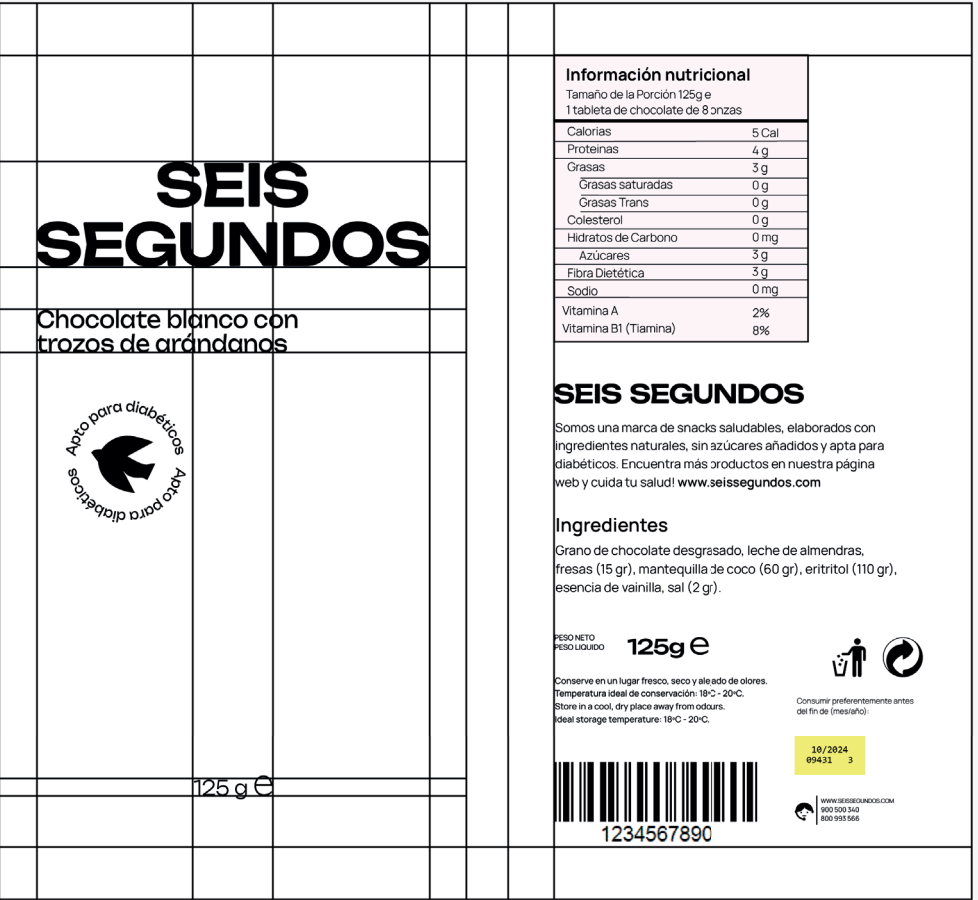 SEIS
SEGUNDOS
Chocolate blanco con
trozos de arándanos
Apto para diabéticos
Apto para diabéticos
125 g ℮
Información nutricional
Tamaño de la Porción 125g e
1 tableta de chocolate de 8 onzas
Calorias 5 Cal
Proteinas 4 g
Grasas 3 g
Grasas saturadas 0 g
Grasas Trans 0 g
Colesterol 0 g
Hidratos de Carbono 0 mg
Azúcares 3 g
Fibra Dietética 3 g
Sodio 0 mg
Vitamina A 2%
Vitamina B1 (Tiamina) 8%
SEIS SEGUNDOS
Somos una marca de snacks saludables, elaborados con
ingredientes naturales, sin azúcares añadidos y apta para
diabéticos. Encuentra más productos en nuestra página
web y cuida tu salud! www.seissegundos.com
Ingredientes
Grano de chocolate desgrasado, leche de almendras,
fresas (15 gr), mantequilla de coco (60 gr), eritritol (110 gr),
esencia de vainilla, sal (2 gr).
PESO NETO
PESO LIQUIDO
125g ℮
Conserve en un lugar fresco, seco y alejado de olores.
Temperatura ideal de conservación: 18ºC - 20ºC.
Store in a cool, dry place away from odours.
Ideal storage temperature: 18ºC - 20ºC.
Consumir preferentemente antes
del fin de (mes/año):
10/2024
09431 3
1234567890
WWW.SEISSEGUNDOS.COM
900 500 340
800 993 566